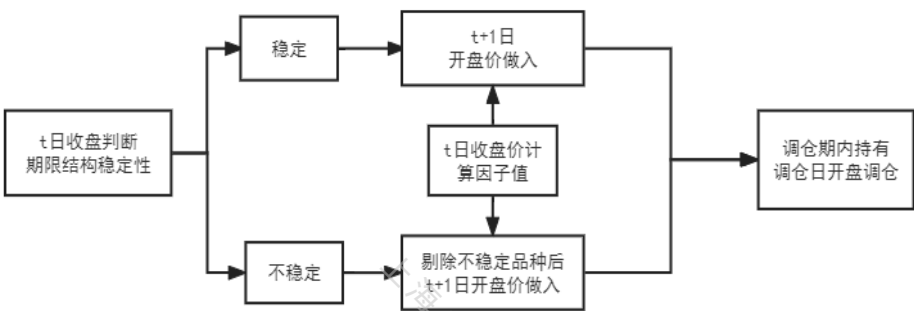 t日收盘判断
期限结构稳定性
稳定
t+1日
开盘价做入
t日收盘价计
算因子值
不稳定
剔除不稳定品种后
t+1日开盘价做入
调仓期内持有
调仓日开盘调仓
上海